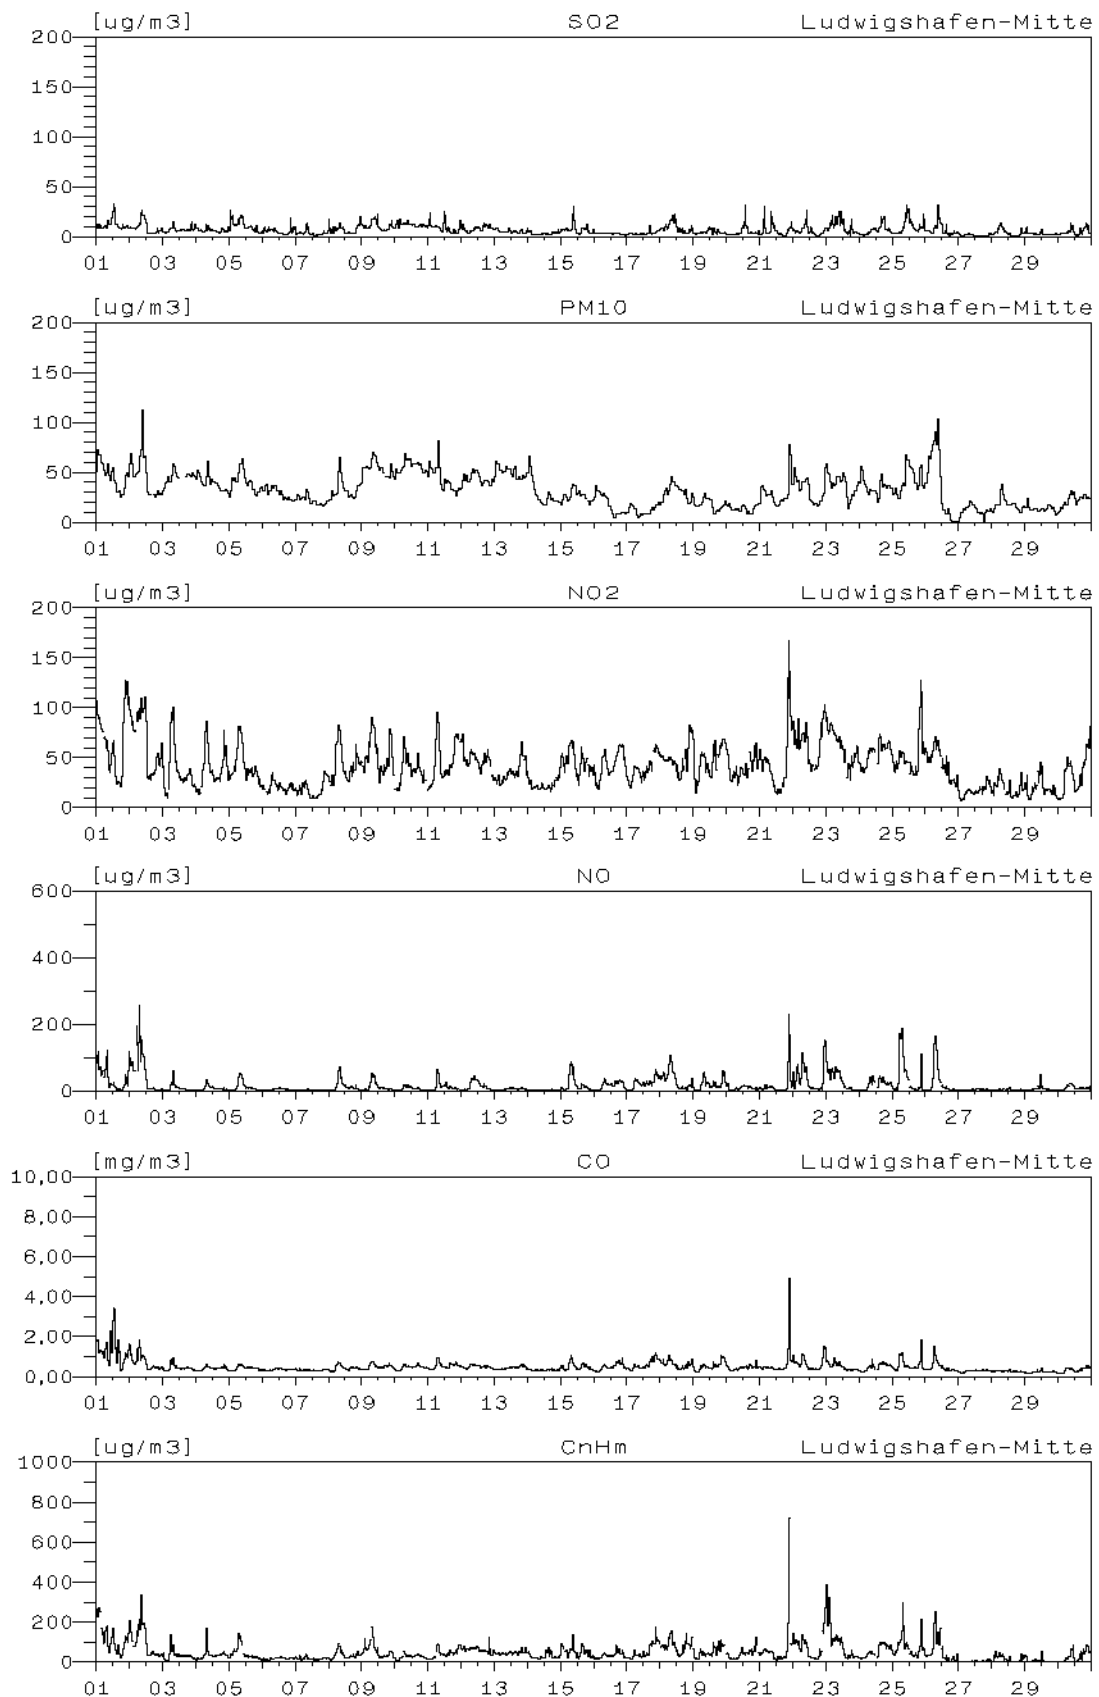 [ug/m3] SO2 Ludwigshafen-Mitte
200
150
100
50
0
01 03 05 07 09 11 13 15 17 19 21 23 25 27 29
[ug/m3] PM10 Ludwigshafen-Mitte
200
150
100
50
0
01 03 05 07 09 11 13 15 17 19 21 23 25 27 29
[ug/m3] NO2 Ludwigshafen-Mitte
200
150
100
50
0
01 03 05 07 09 11 13 15 17 19 21 23 25 27 29
[ug/m3] NO Ludwigshafen-Mitte
600
400
200
0
01 03 05 07 09 11 13 15 17 19 21 23 25 27 29
[mg/m3] CO Ludwigshafen-Mitte
10,00
8,00
6,00
4,00
2,00
0,00
01 03 05 07 09 11 13 15 17 19 21 23 25 27 29
[ug/m3] CnHm Ludwigshafen-Mitte
1000
800
600
400
200
0
01 03 05 07 09 11 13 15 17 19 21 23 25 27 29